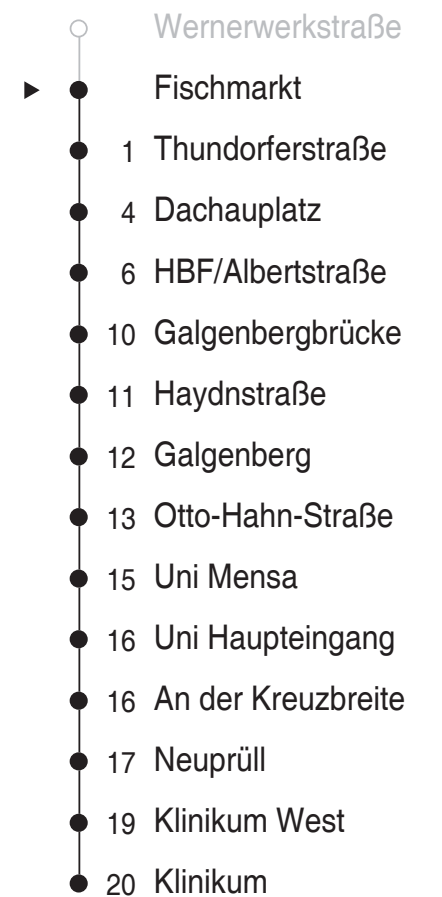 Wernerwerkstraße
Fischmarkt
1 Thundorferstraße
4 Dachauplatz
6 HBF/Albertstraße
10 Galgenbergbrücke
11 Haydnstraße
12 Galgenberg
13 Otto-Hahn-Straße
15 Uni Mensa
16 Uni Haupteingang
16 An der Kreuzbreite
17 Neuprüll
19 Klinikum West
20 Klinikum